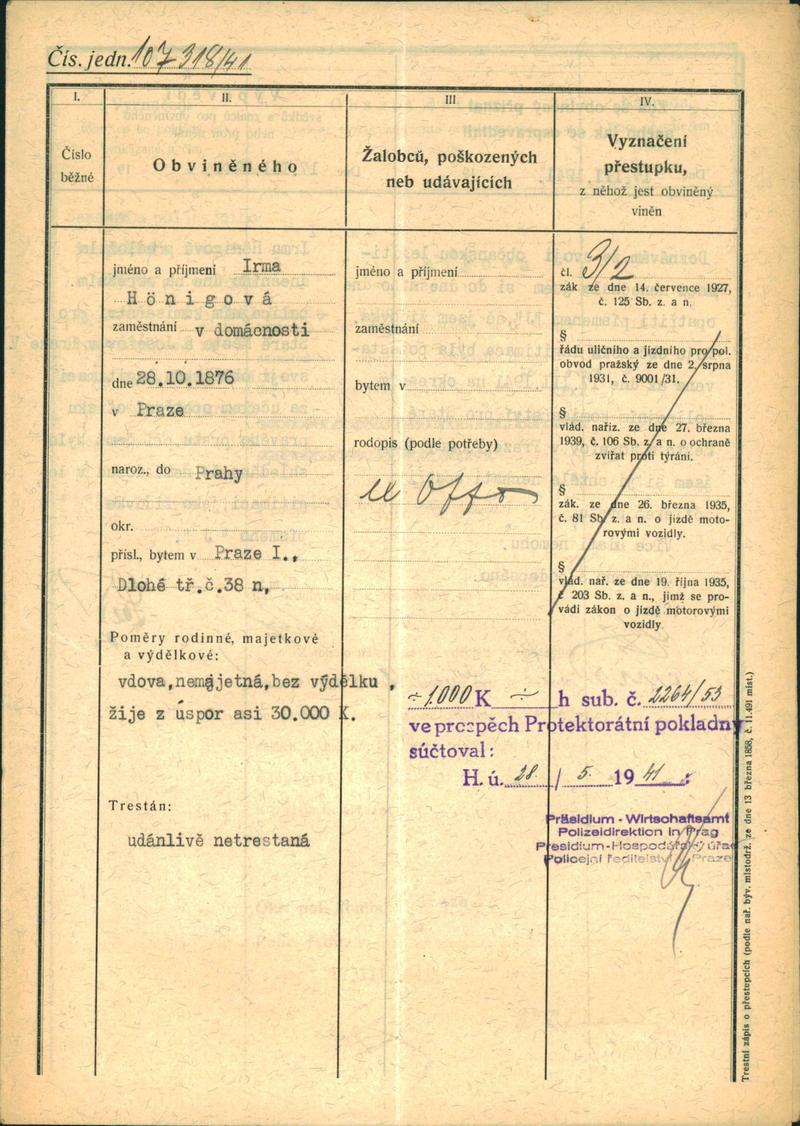 Čís. jedn. 107 318/41
I.
Číslo
běžné
II.
Obviněného
III.
Žalobců, poškozených
neb udávajících
IV.
Vyznačení
přestupku,
z něhož jest obviněný
viněn
jméno a příjmení Irma
Hönigová
zaměstnání v domácnosti
dne 28.10.1876
v Praze
naroz., do Prahy
okr.
přísl., bytem v Praze I.,
Dlohé tř.č.38 n,
Poměry rodinné, majetkové
a výdělkové:
vdova,nemajetná,bez výdělku ,
žije z úspor asi 30.000 K.
Trestán:
udánlivě netrestaná
jméno a příjmení
zaměstnání
bytem v
rodopis (podle potřeby)
čl. 3/2
zák ze dne 14. července 1927,
č. 125 Sb. z. a n.
§
řádu uličního a jízdního pro pol.
obvod pražský ze dne 2. srpna
1931, č. 9001/31.
§
vlád. naříz. ze dne 27. března
1939, č. 106 Sb. z. a n. o ochraně
zvířat proti týrání.
§
zák. ze dne 26. března 1935,
č. 81 Sb. z. a n. o jízdě moto-
rovými vozidly.
§
vlád. nař. ze dne 19. října 1935,
č 203 Sb. z. a n., jímž se pro-
vádí zákon o jízdě motorovými
vozidly
÷1.000 K ÷ h sub. č. 2264/53
ve prospěch Protektorátní pokladny
súčtoval:
H. ú. 28. / 5. 1941 :
Präsidium - Wirtschaftsamt
Polizeidirektion in Prag
Presidium-Hospodářský úřad
Policejní ředitelství v Praze
Trestní zápis o přestupcích (podle nař. býv. místodrž. ze dne 13 března 1858, č. 11.491 míst.)